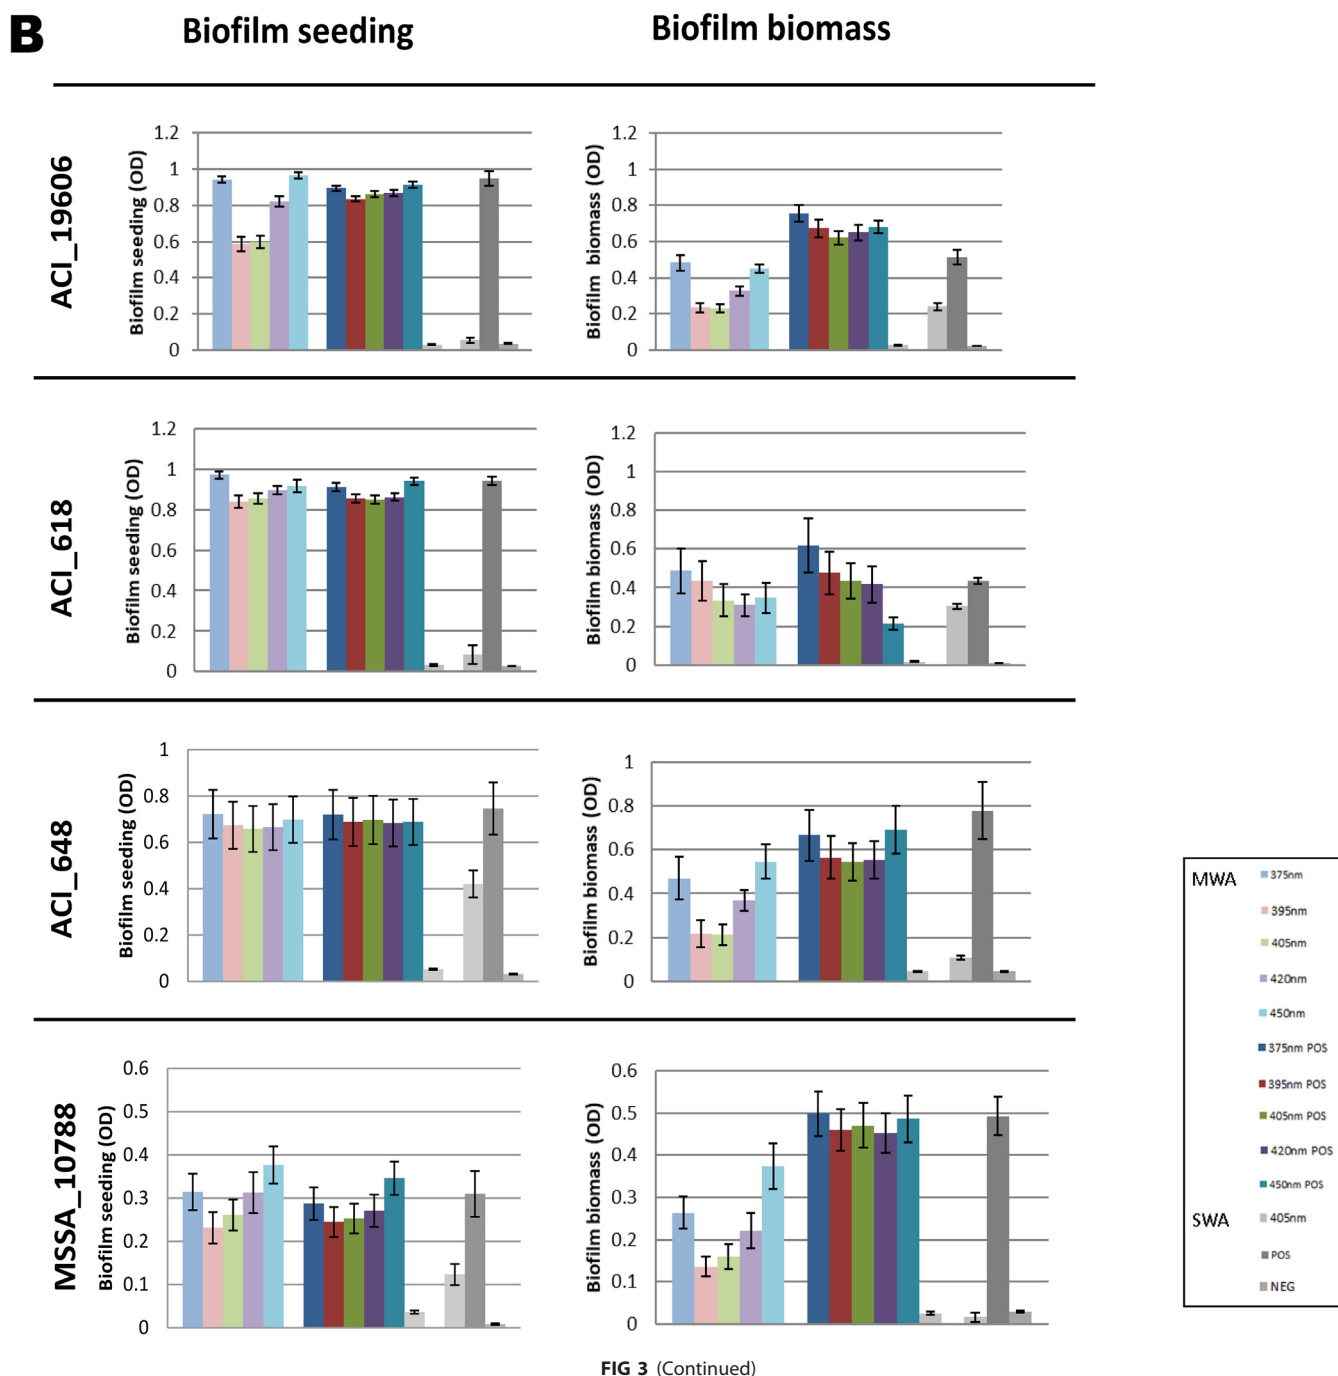 B
Biofilm seeding
Biofilm biomass
ACI_19606
Biofilm seeding (OD)
1.2
1
0.8
0.6
0.4
0.2
0
Biofilm biomass (OD)
1.2
1
0.8
0.6
0.4
0.2
0
ACI_618
Biofilm seeding (OD)
1.2
1
0.8
0.6
0.4
0.2
0
Biofilm biomass (OD)
1.2
1
0.8
0.6
0.4
0.2
0
ACI_648
Biofilm seeding (OD)
1
0.8
0.6
0.4
0.2
0
Biofilm biomass (OD)
1
0.8
0.6
0.4
0.2
0
MSSA_10788
Biofilm seeding (OD)
0.6
0.5
0.4
0.3
0.2
0.1
0
Biofilm biomass (OD)
0.6
0.5
0.4
0.3
0.2
0.1
0
MWA 375nm
395nm
405nm
420nm
450nm
375nm POS
395nm POS
405nm POS
420nm POS
450nm POS
SWA 405nm
POS
NEG
FIG 3 (Continued)